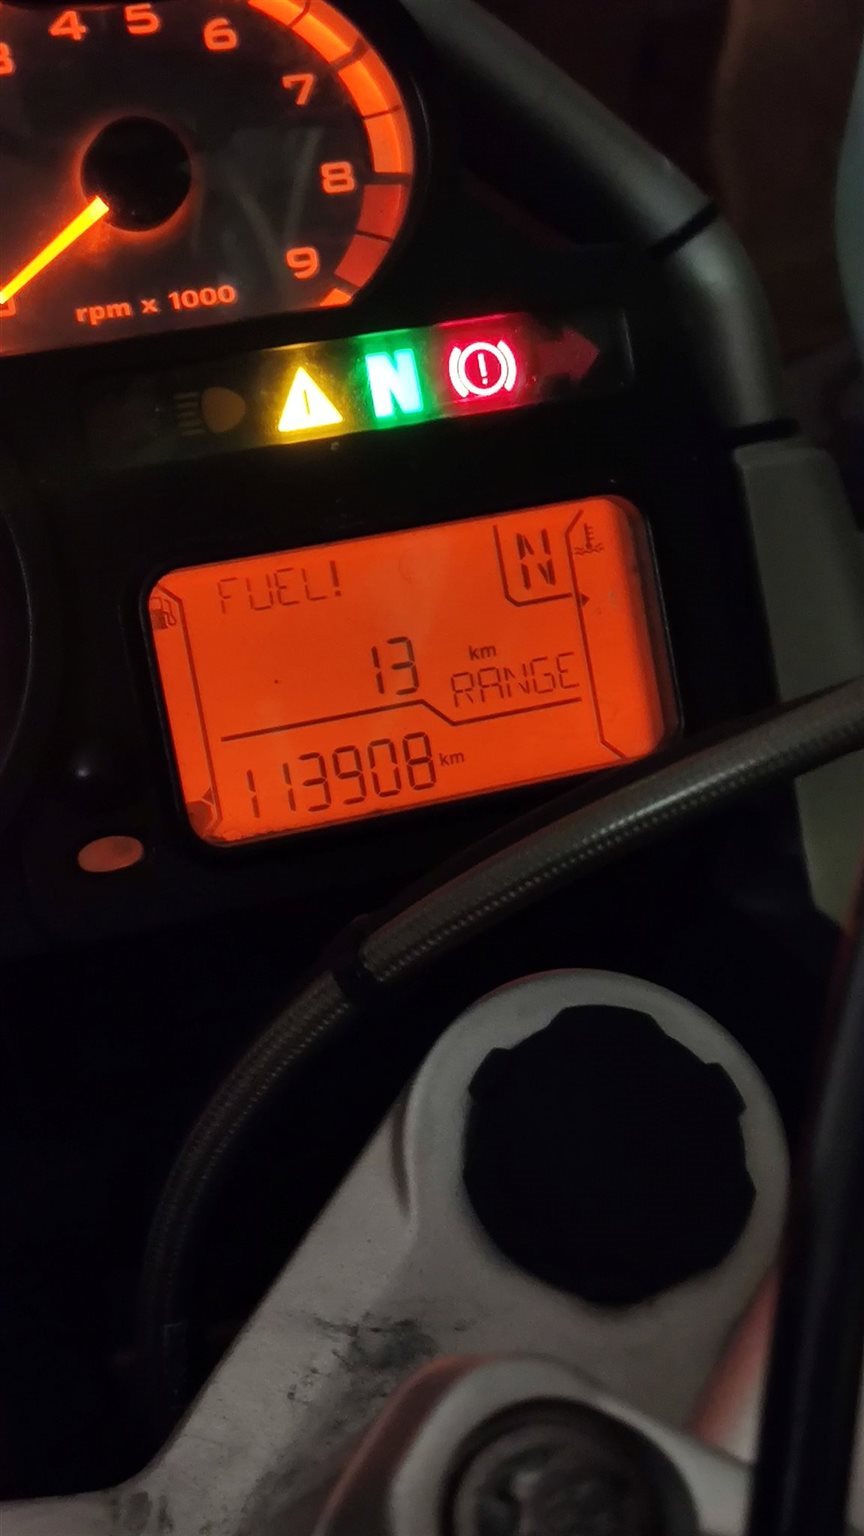 4 5 6
7
8
9
rpm x 1000
N
FUEL! N
13 km
RANGE
113908 km